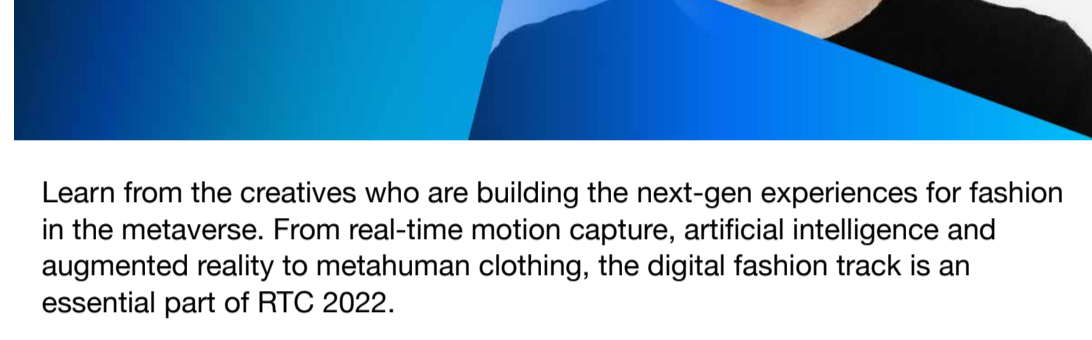 Learn from the creatives who are building the next-gen experiences for fashion
in the metaverse. From real-time motion capture, artificial intelligence and
augmented reality to metahuman clothing, the digital fashion track is an
essential part of RTC 2022.